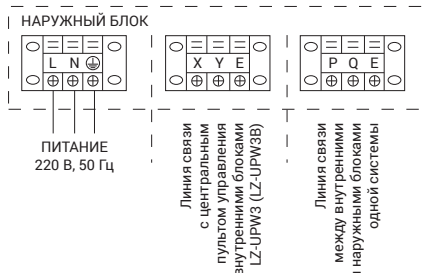 НАРУЖНЫЙ БЛОК
L N
X Y E
P Q E
ПИТАНИЕ
220 В, 50 Гц
Линия связи
с центральным
пультом управления
внутренними блоками
LZ-UPW3 (LZ-UPW3B)
Линия связи
между внутренними
и наружными блоками
одной системы